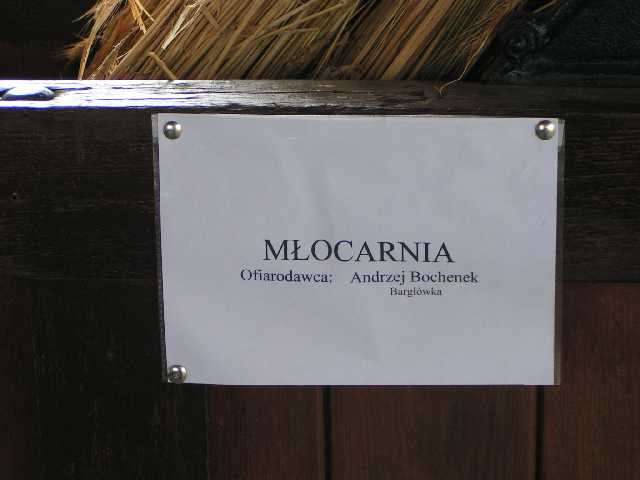 MŁOCARNIA
Ofiarodawca: Andrzej Bochenek
Bargłówka